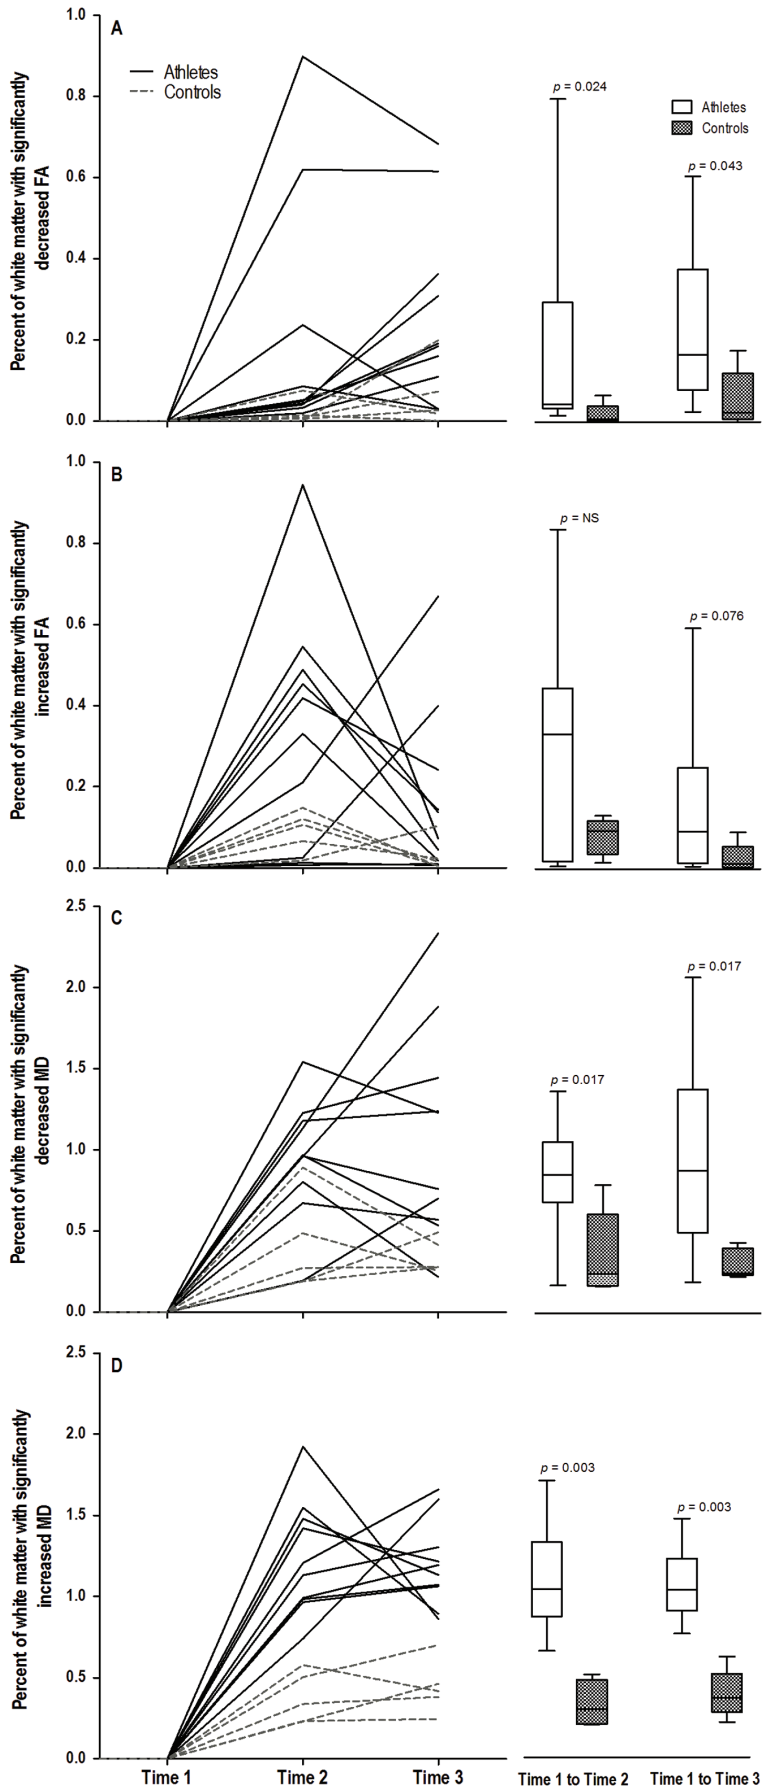 A
Percent of white matter with significantly
decreased FA
1.0
0.8
0.6
0.4
0.2
0.0
Athletes
Controls
p = 0.024
Athletes
Controls
p = 0.043
B
Percent of white matter with significantly
increased FA
1.0
0.8
0.6
0.4
0.2
0.0
p = NS
p = 0.076
C
Percent of white matter with significantly
decreased MD
2.5
2.0
1.5
1.0
0.5
0.0
p = 0.017
p = 0.017
D
Percent of white matter with significantly
increased MD
2.5
2.0
1.5
1.0
0.5
0.0
p = 0.003
p = 0.003
Time 1 Time 2 Time 3 Time 1 to Time 2 Time 1 to Time 3